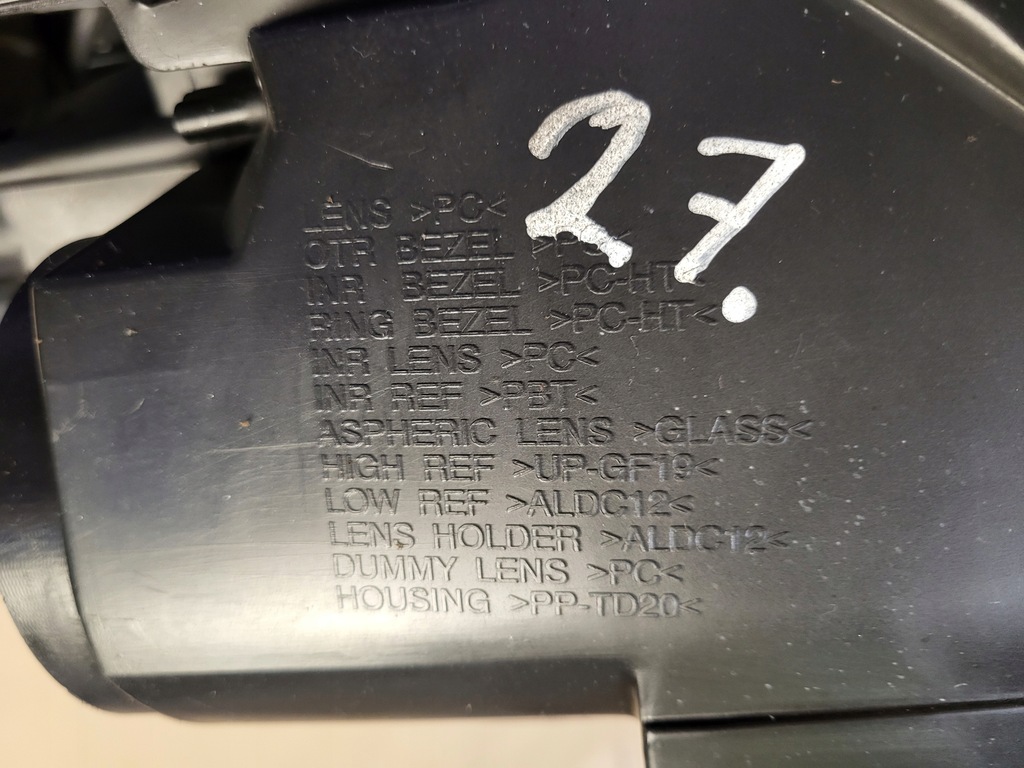 27.
LENS >PC<
OTR BEZEL >PC<
INR BEZEL >PC-HT<
RING BEZEL >PC-HT<
INR LENS >PC<
INR REF >PBT<
ASPHERIC LENS >GLASS<
HIGH REF >UP-GF19<
LOW REF >ALDC12<
LENS HOLDER >ALDC12<
DUMMY LENS >PC<
HOUSING >PP-TD20<